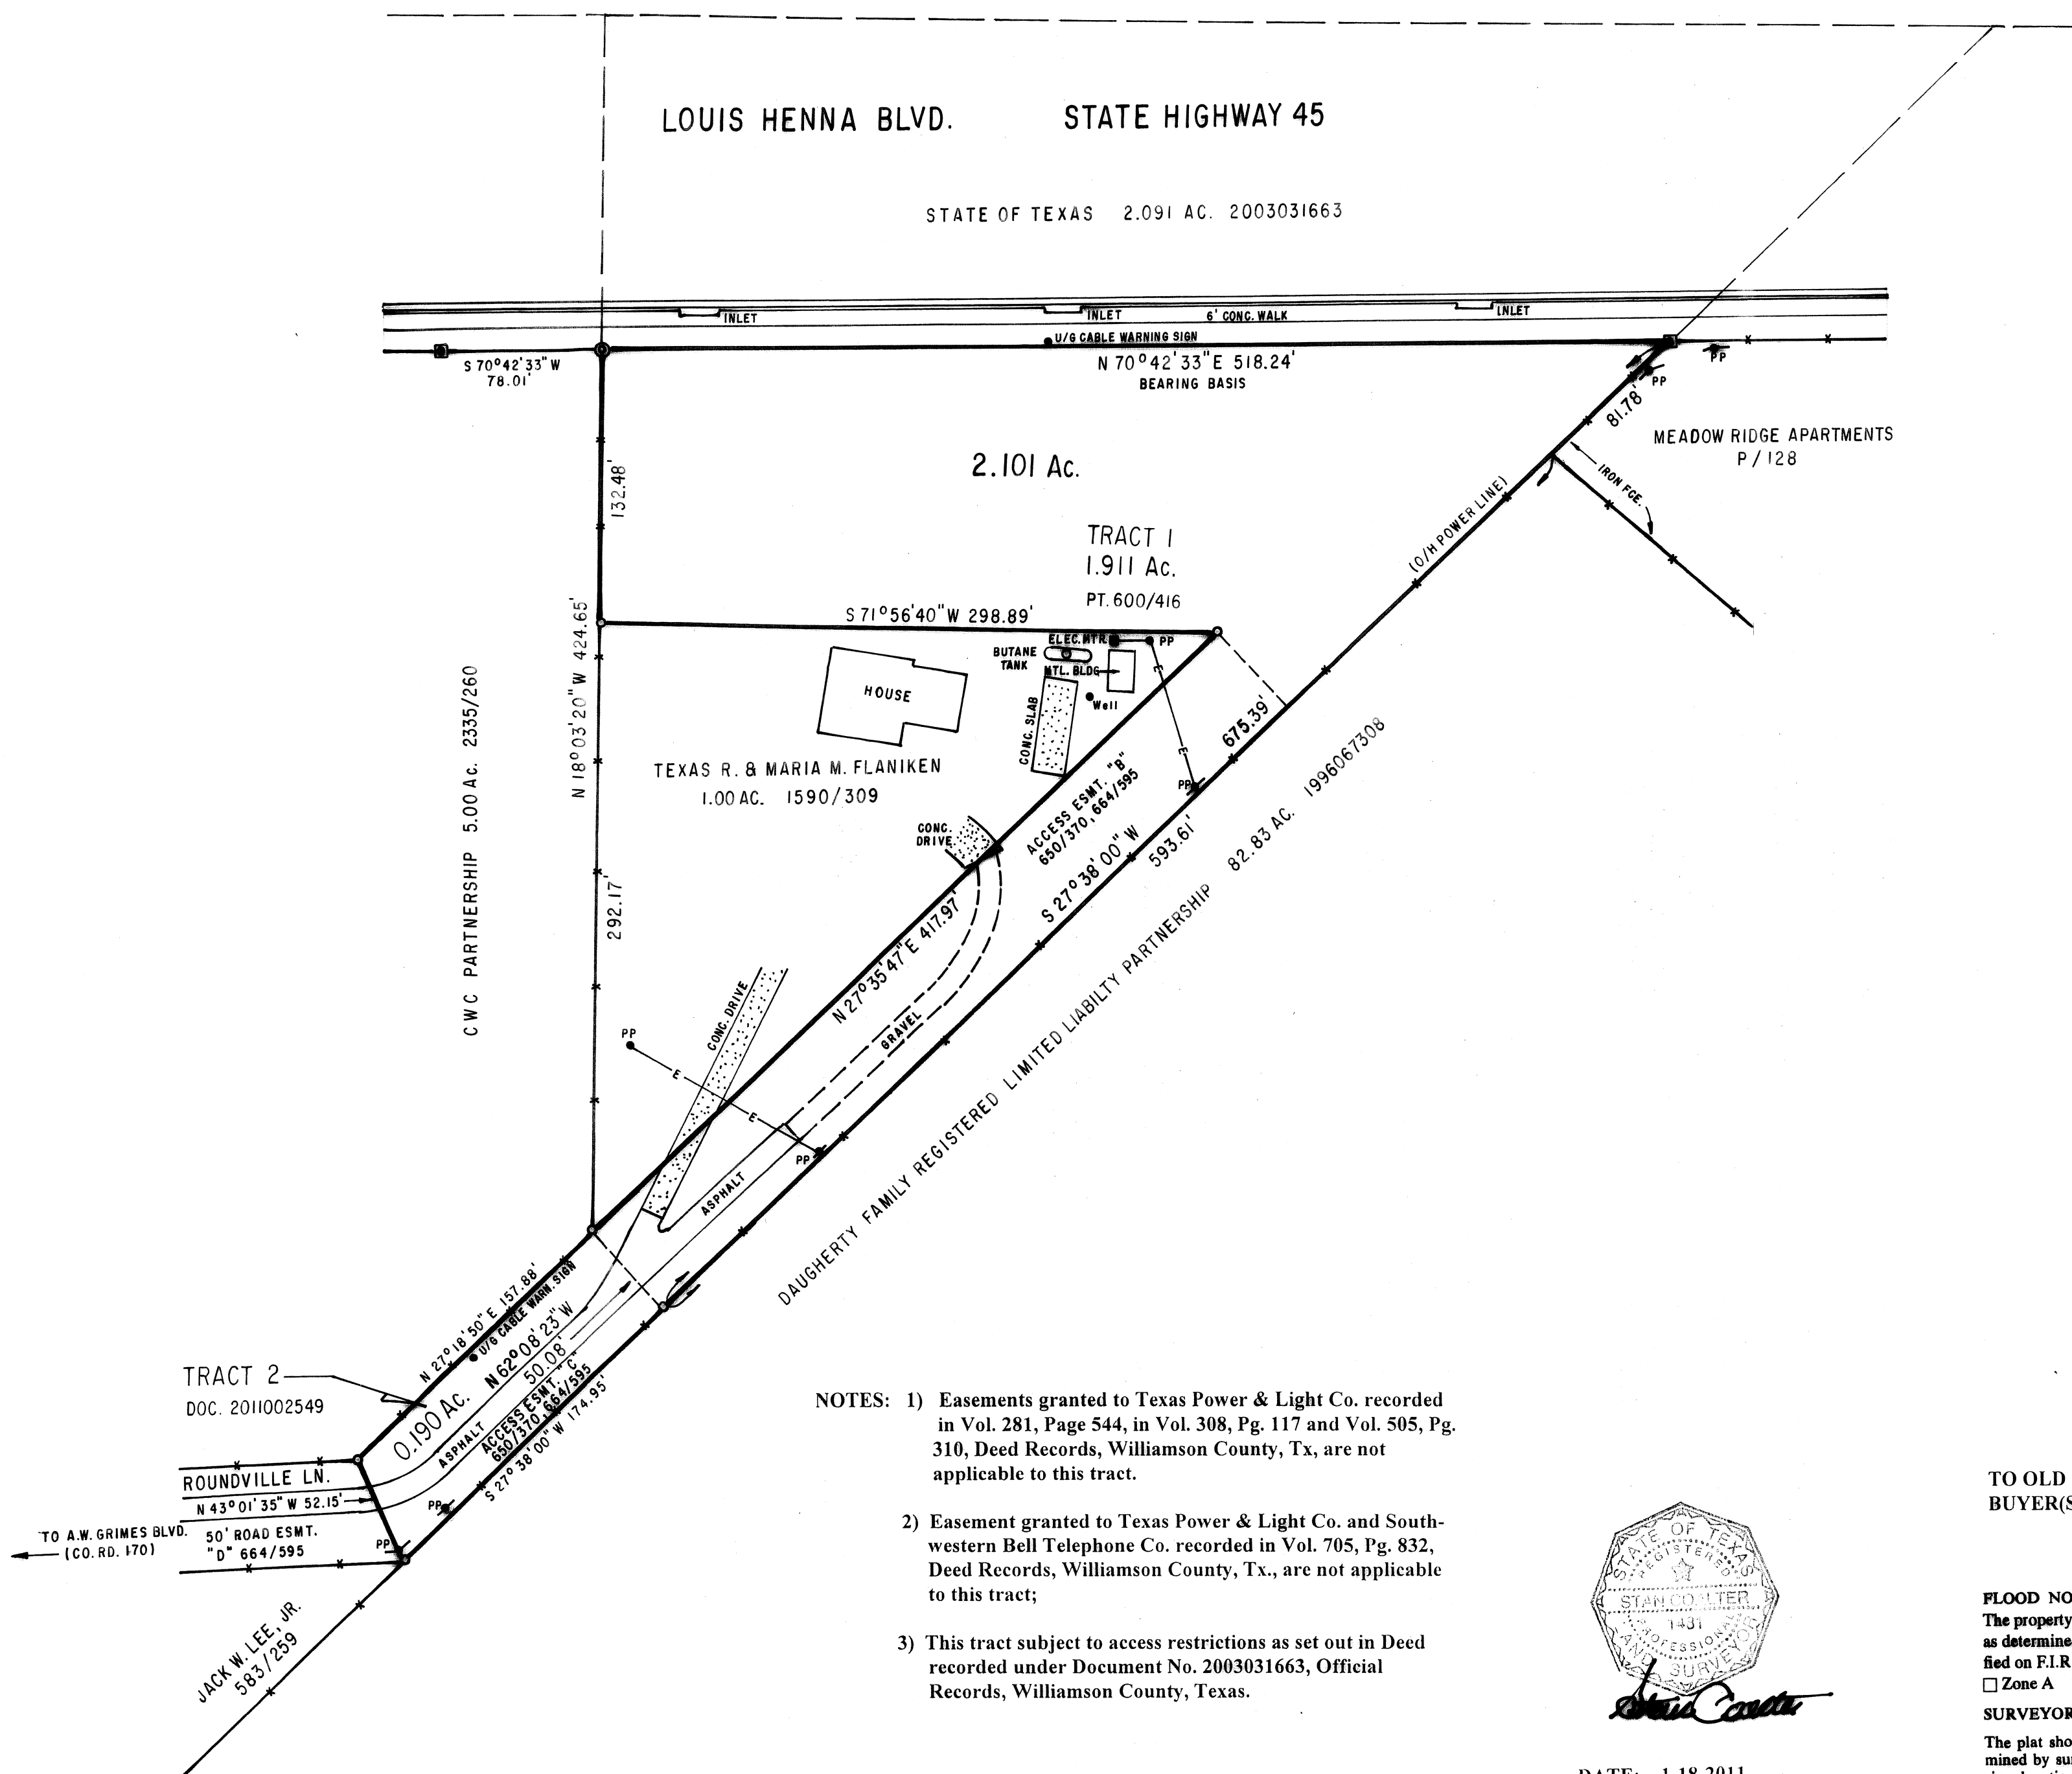 LOUIS HENNA BLVD. STATE HIGHWAY 45
STATE OF TEXAS 2.091 AC. 2003031663
INLET
INLET
6' CONC. WALK
INLET
U/G CABLE WARNING SIGN
S 70°42'33" W
78.01'
N 70°42'33" E 518.24'
BEARING BASIS
PP
PP
81.78'
MEADOW RIDGE APARTMENTS
P/128
IRON FCE.
(O/H POWER LINE)
2.101 Ac.
132.48'
TRACT 1
1.911 Ac.
PT. 600/416
S 71°56'40" W 298.89'
N 18°03'20" W 424.65'
ELEC. MTR.
PP
BUTANE
TANK
MTL. BLDG
E
Well
HOUSE
CONC. SLAB
E
PP
675.39'
CWC PARTNERSHIP 5.00 Ac. 2335/260
TEXAS R. & MARIA M. FLANIKEN
1.00 AC. 1590/309
CONC.
DRIVE
ACCESS ESMT. "B"
650/370, 664/595
S 27°38'00" W 593.61'
DAUGHERTY FAMILY REGISTERED LIMITED LIABILTY PARTNERSHIP 82.83 AC. 1996067308
292.17'
N 27°35'47" E 417.97'
CONC. DRIVE
GRAVEL
PP
E
E
PP
ASPHALT
N 27°18'50" E 157.88'
U/G CABLE WARN. SIGN
N 62°08'23" W
50.08'
TRACT 2
DOC. 2011002549
0.190 Ac.
ASPHALT
ACCESS ESMT. "C"
650/370, 664/595
S 27°38'00" W 174.95'
ROUNDVILLE LN.
N 43°01'35" W 52.15'
PP
TO A.W. GRIMES BLVD.
(CO. RD. 170)
50' ROAD ESMT.
"D" 664/595
PP
JACK W. LEE, JR.
583/259
NOTES: 1) Easements granted to Texas Power & Light Co. recorded
in Vol. 281, Page 544, in Vol. 308, Pg. 117 and Vol. 505, Pg.
310, Deed Records, Williamson County, Tx, are not
applicable to this tract.
2) Easement granted to Texas Power & Light Co. and South-
western Bell Telephone Co. recorded in Vol. 705, Pg. 832,
Deed Records, Williamson County, Tx., are not applicable
to this tract;
3) This tract subject to access restrictions as set out in Deed
recorded under Document No. 2003031663, Official
Records, Williamson County, Texas.
STATE OF TEXAS
REGISTERED
STAN COALTER
1431
PROFESSIONAL
LAND SURVEYOR
Stan Coalter
DATE: 1-18-2011
TO OLD
BUYER(S
FLOOD NO
The property
as determine
fied on F.I.R
Zone A
SURVEYOR
The plat sho
mined by su